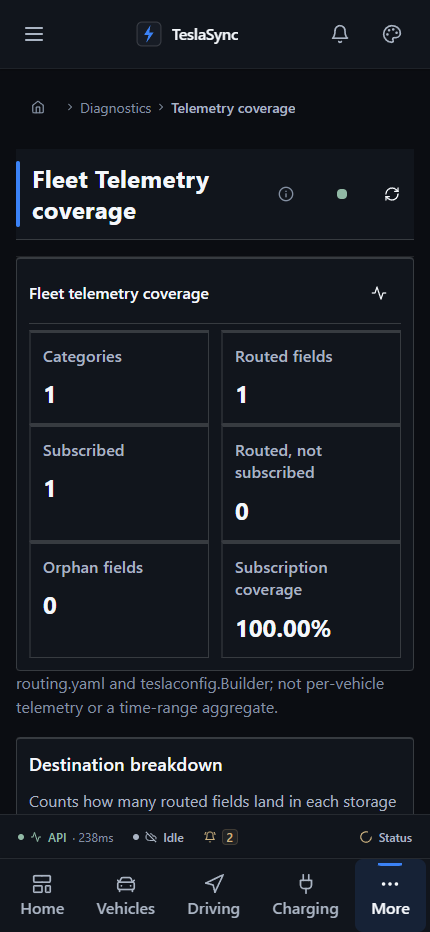 TeslaSync
Diagnostics
Telemetry coverage
Fleet Telemetry
coverage
Fleet telemetry coverage
Categories
1
Routed fields
1
Subscribed
1
Routed, not
subscribed
0
Orphan fields
0
Subscription
coverage
100.00%
routing.yaml and teslaconfig.Builder; not per-vehicle
telemetry or a time-range aggregate.
Destination breakdown
Counts how many routed fields land in each storage
API · 238ms
Idle
2
Status
Home
Vehicles
Driving
Charging
More